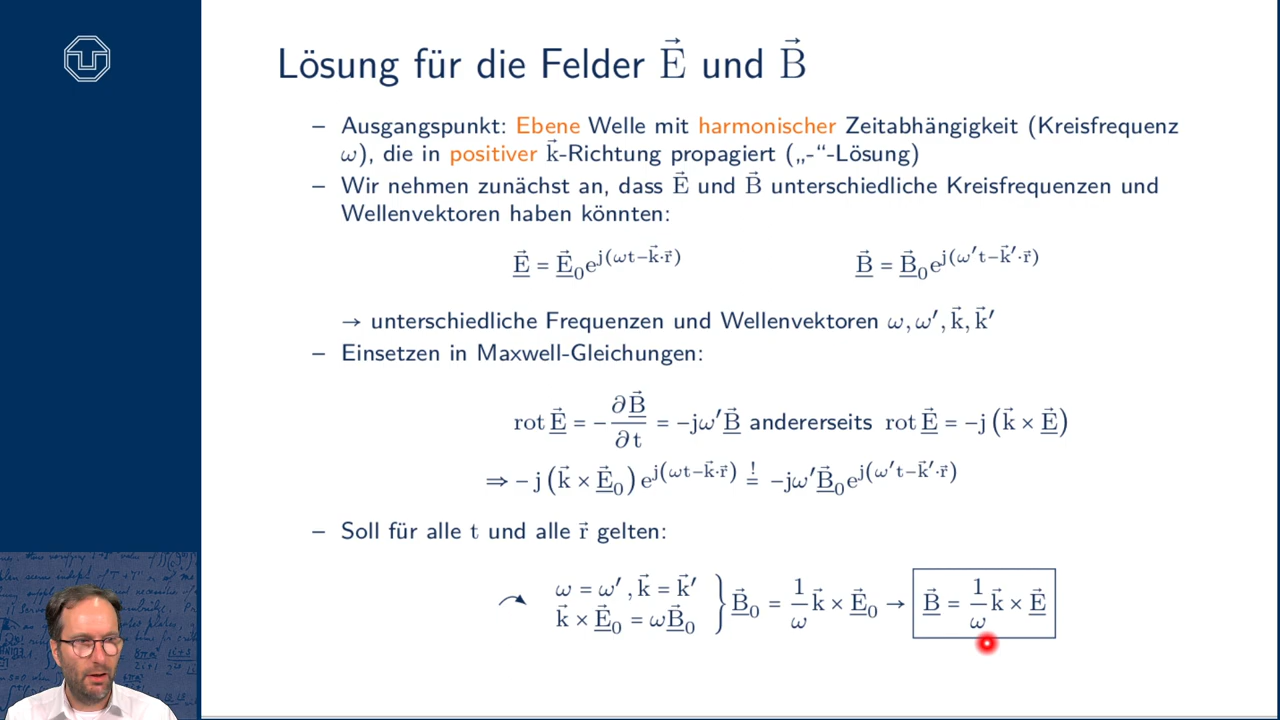 Lösung für die Felder E⃗ und B⃗
– Ausgangspunkt: Ebene Welle mit harmonischer Zeitabhängigkeit (Kreisfrequenz
ω), die in positiver k⃗-Richtung propagiert („-“-Lösung)
– Wir nehmen zunächst an, dass E⃗ und B⃗ unterschiedliche Kreisfrequenzen und
Wellenvektoren haben könnten:
E̲⃗ = E̲⃗₀e^{j(ωt−k⃗·r⃗)} B̲⃗ = B̲⃗₀e^{j(ω′t−k⃗′·r⃗)}
→ unterschiedliche Frequenzen und Wellenvektoren ω, ω′, k⃗, k⃗′
– Einsetzen in Maxwell-Gleichungen:
rot E̲⃗ = −∂B̲⃗/∂t = −jω′B̲⃗ andererseits rot E̲⃗ = −j(k⃗ × E̲⃗)
⇒ −j(k⃗ × E̲⃗₀)e^{j(ωt−k⃗·r⃗)} =! −jω′B̲⃗₀e^{j(ω′t−k⃗′·r⃗)}
– Soll für alle t und alle r⃗ gelten:
↷ ω = ω′, k⃗ = k⃗′
k⃗ × E̲⃗₀ = ωB̲⃗₀ } B̲⃗₀ = 1/ω k⃗ × E̲⃗₀ → B̲⃗ = 1/ω k⃗ × E̲⃗